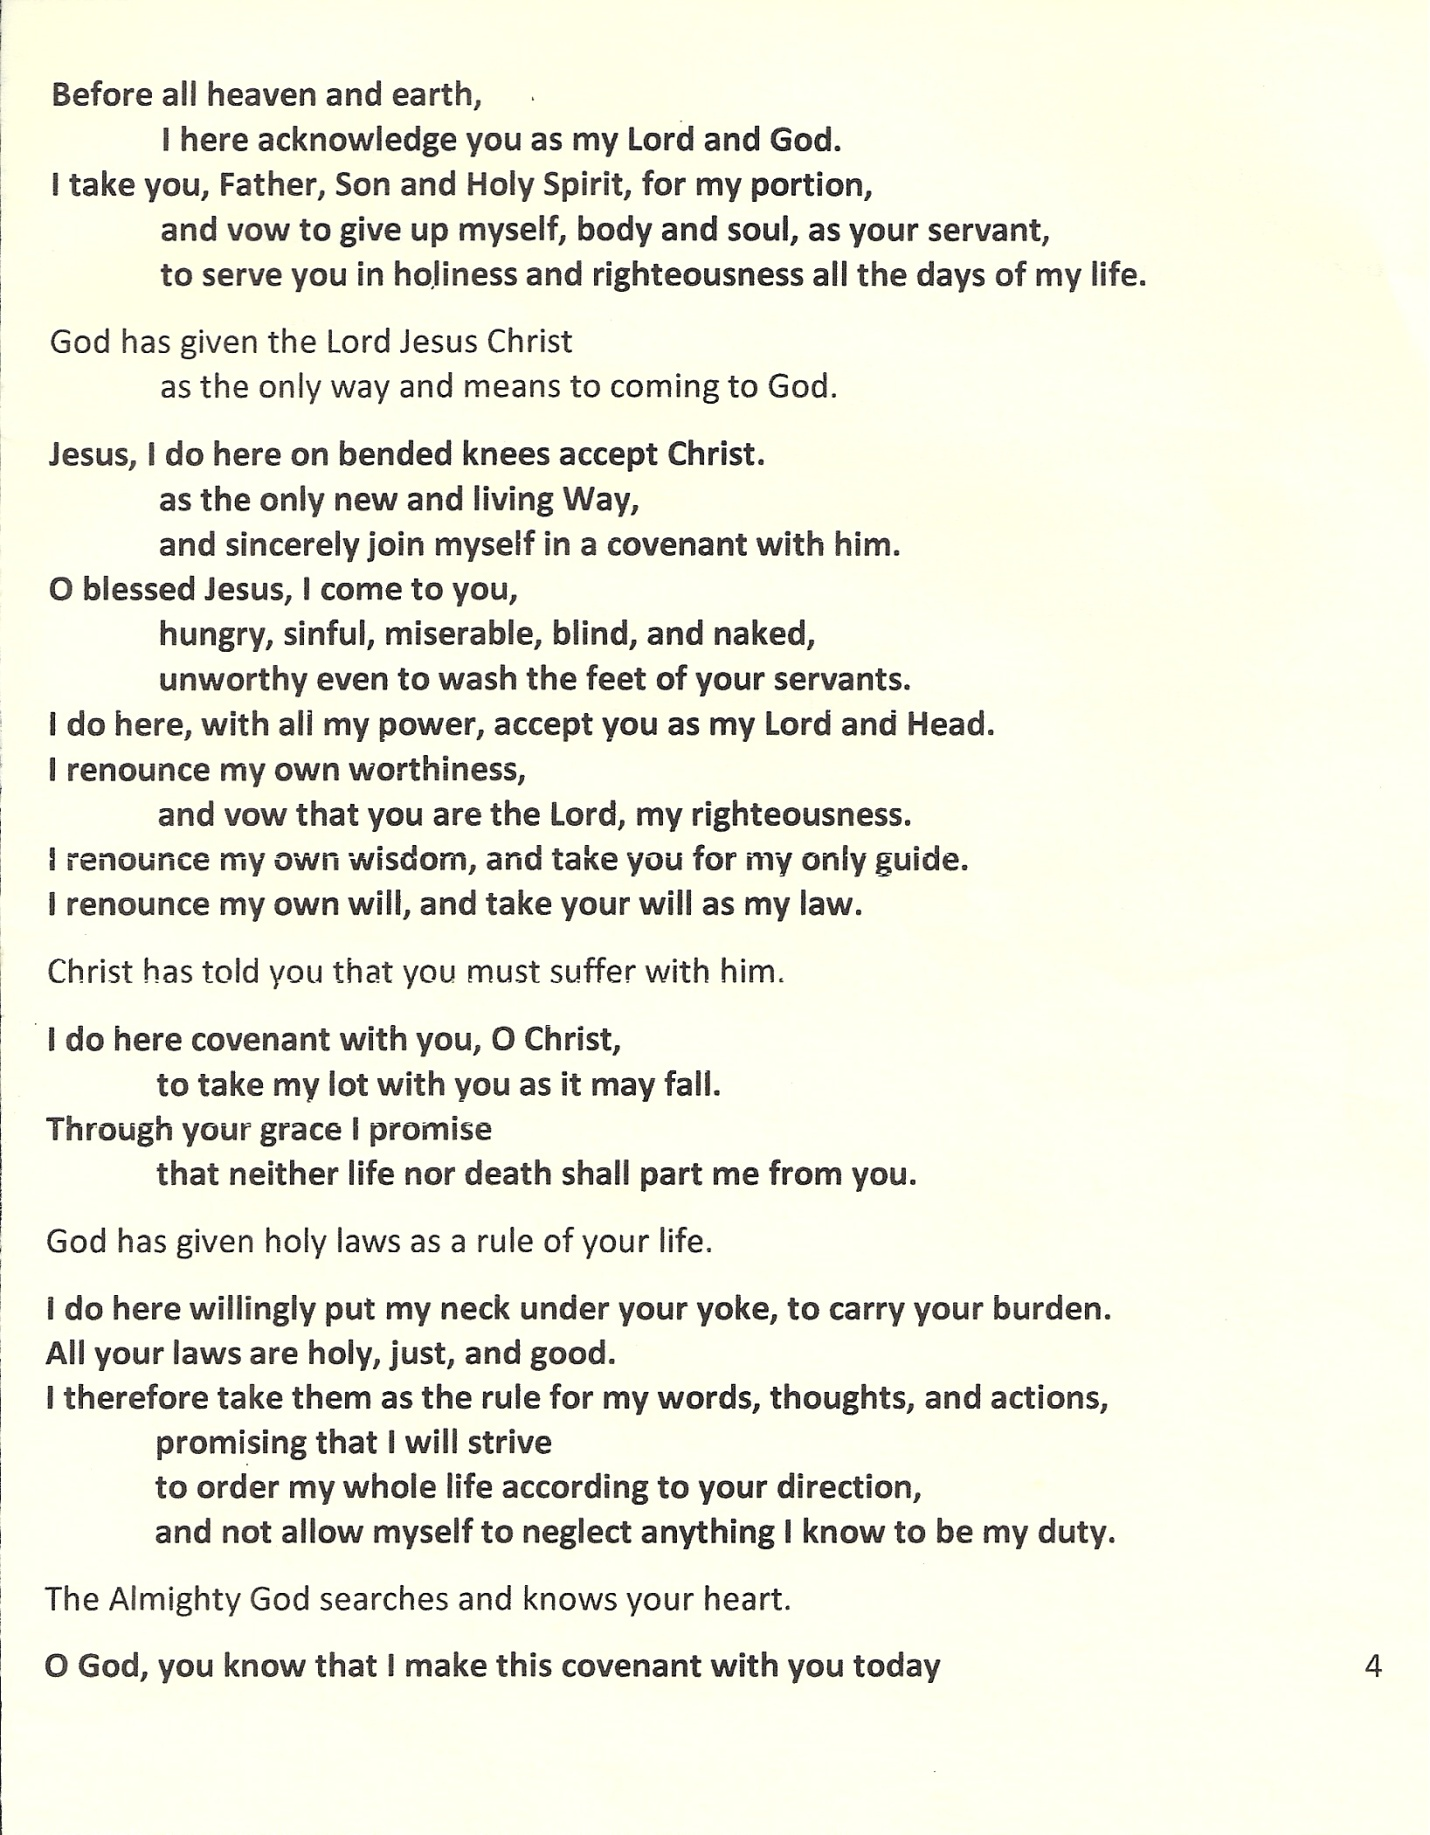 Before all heaven and earth,
I here acknowledge you as my Lord and God.
I take you, Father, Son and Holy Spirit, for my portion,
and vow to give up myself, body and soul, as your servant,
to serve you in holiness and righteousness all the days of my life.
God has given the Lord Jesus Christ
as the only way and means to coming to God.
Jesus, I do here on bended knees accept Christ.
as the only new and living Way,
and sincerely join myself in a covenant with him.
O blessed Jesus, I come to you,
hungry, sinful, miserable, blind, and naked,
unworthy even to wash the feet of your servants.
I do here, with all my power, accept you as my Lord and Head.
I renounce my own worthiness,
and vow that you are the Lord, my righteousness.
I renounce my own wisdom, and take you for my only guide.
I renounce my own will, and take your will as my law.
Christ has told you that you must suffer with him.
I do here covenant with you, O Christ,
to take my lot with you as it may fall.
Through your grace I promise
that neither life nor death shall part me from you.
God has given holy laws as a rule of your life.
I do here willingly put my neck under your yoke, to carry your burden.
All your laws are holy, just, and good.
I therefore take them as the rule for my words, thoughts, and actions,
promising that I will strive
to order my whole life according to your direction,
and not allow myself to neglect anything I know to be my duty.
The Almighty God searches and knows your heart.
O God, you know that I make this covenant with you today
4